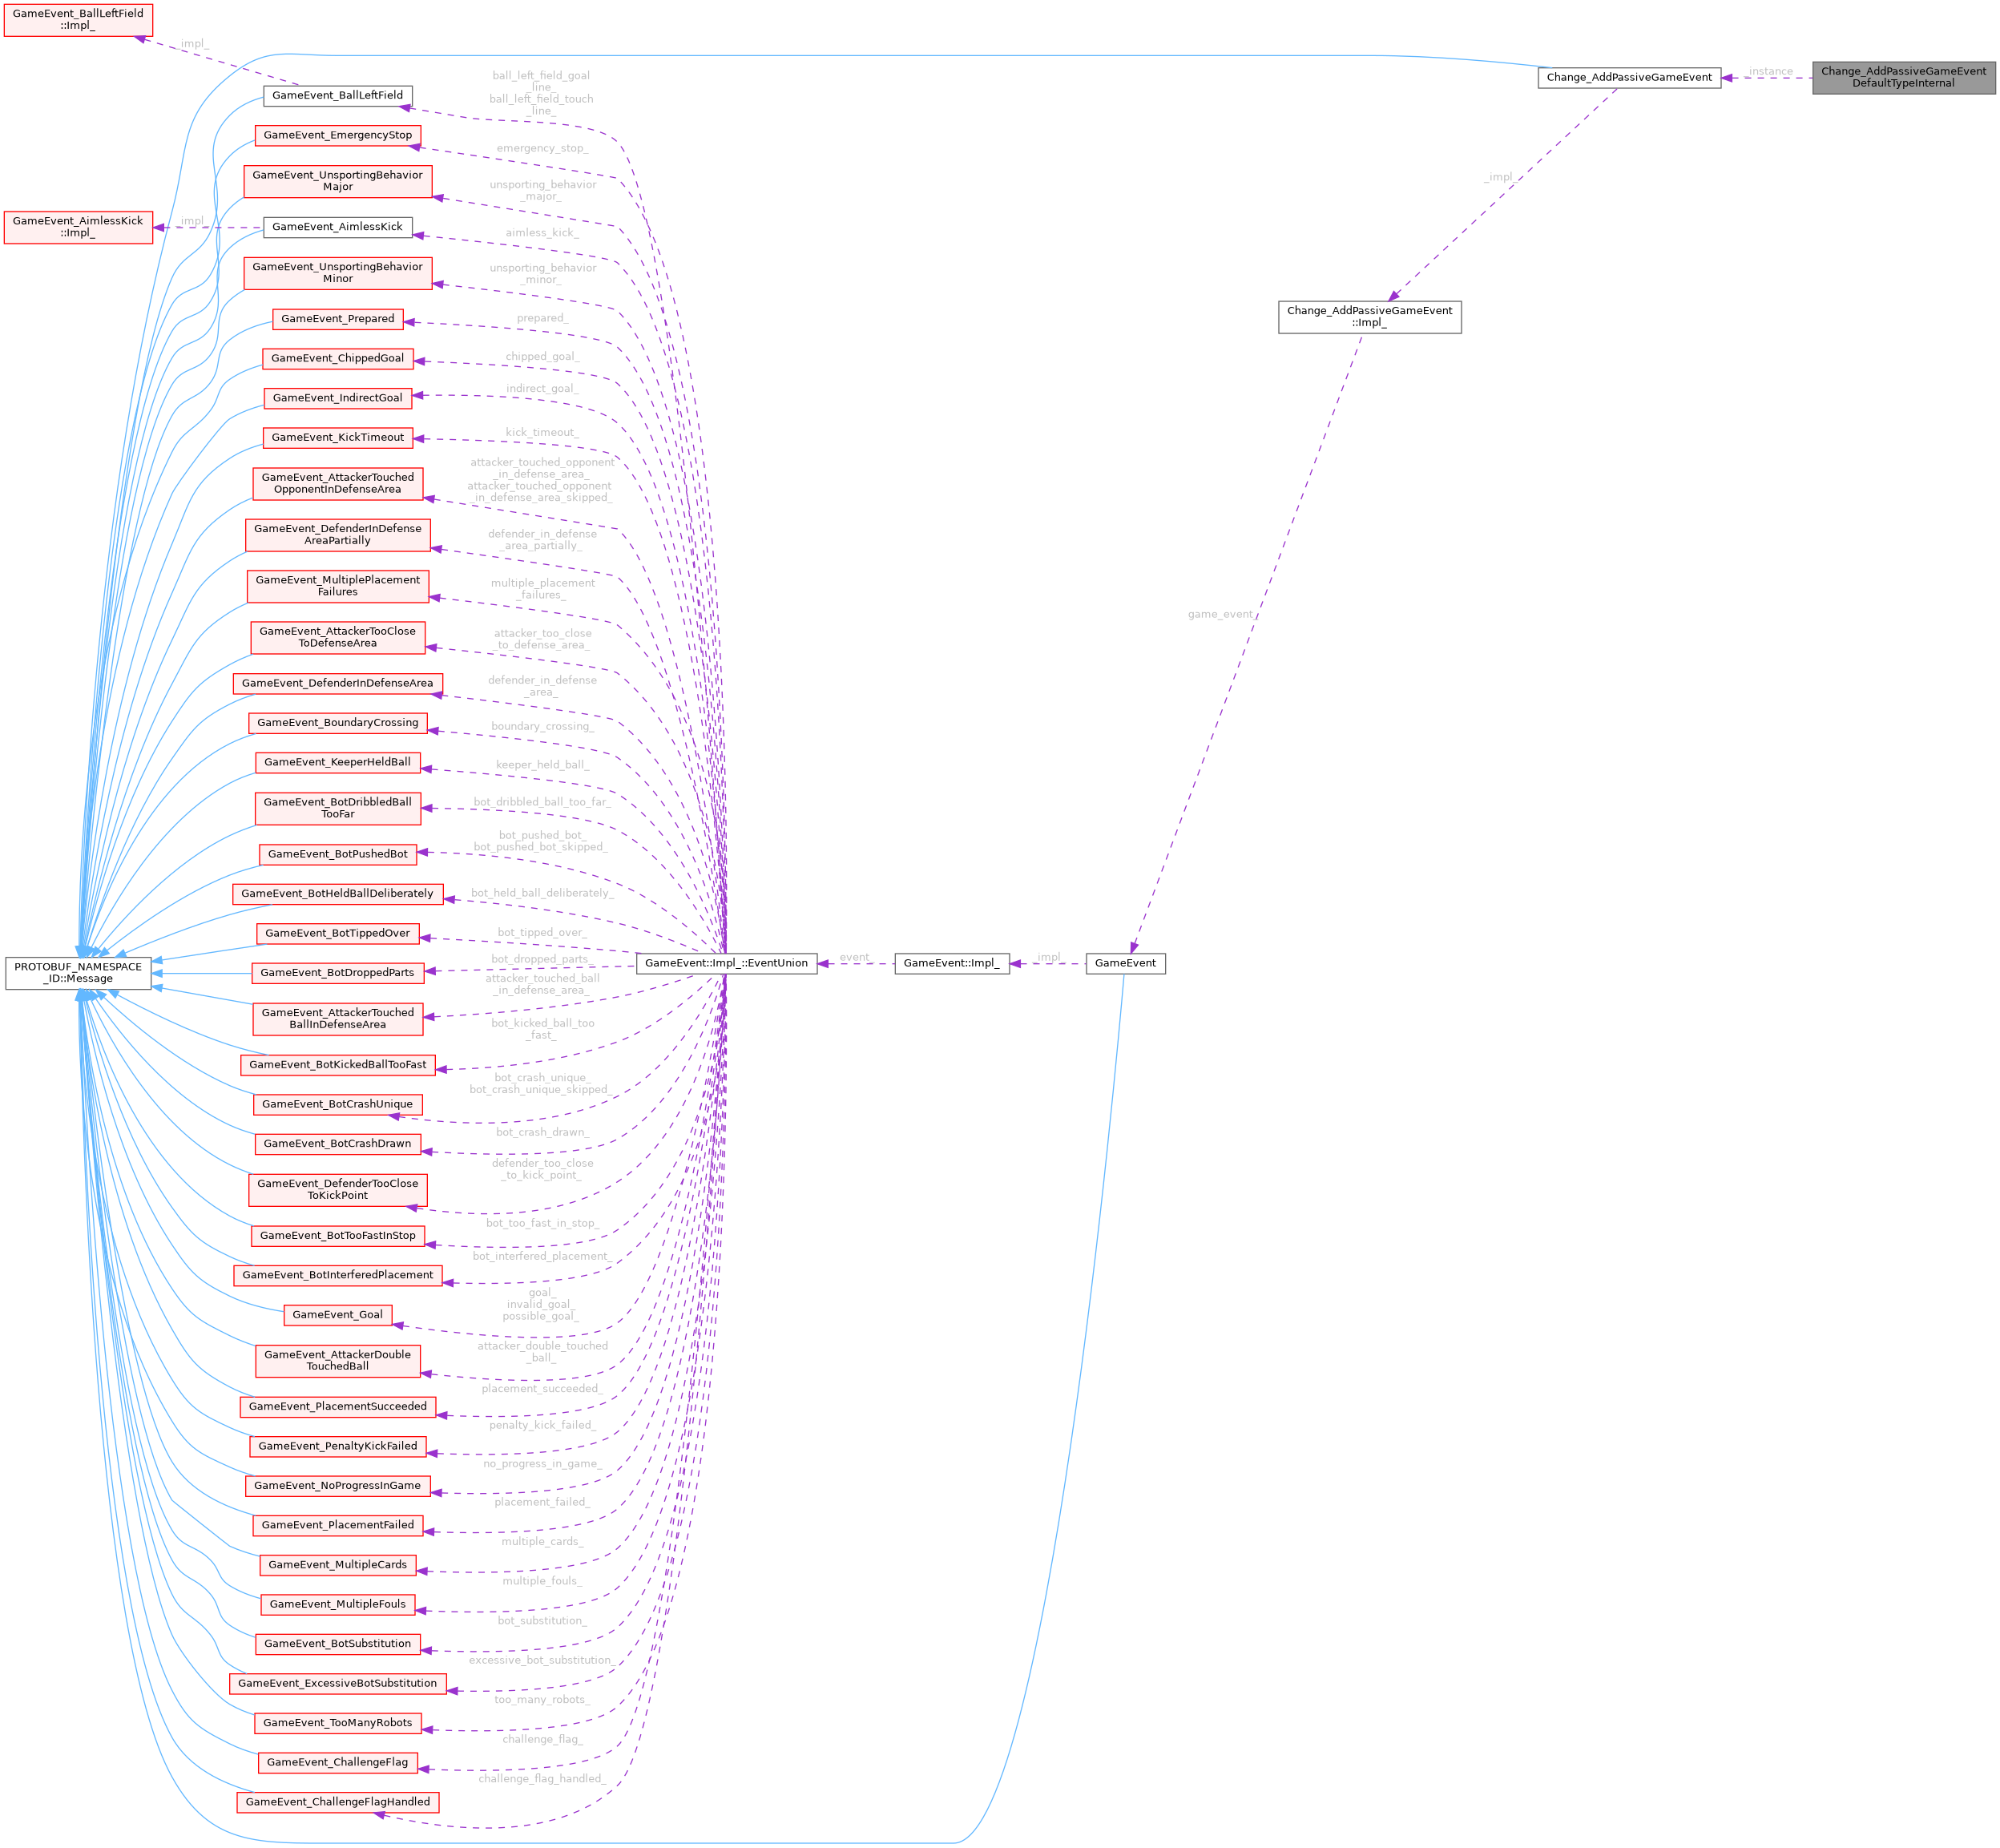 GameEvent_BallLeftField
::Impl_
_impl_
GameEvent_BallLeftField
ball_left_field_goal
_line_
ball_left_field_touch
_line_
Change_AddPassiveGameEvent
_instance
Change_AddPassiveGameEvent
DefaultTypeInternal
GameEvent_EmergencyStop
emergency_stop_
GameEvent_UnsportingBehavior
Major
unsporting_behavior
_major_
_impl_
GameEvent_AimlessKick
::Impl_
_impl_
GameEvent_AimlessKick
aimless_kick_
GameEvent_UnsportingBehavior
Minor
unsporting_behavior
_minor_
GameEvent_Prepared
prepared_
Change_AddPassiveGameEvent
::Impl_
GameEvent_ChippedGoal
chipped_goal_
GameEvent_IndirectGoal
indirect_goal_
GameEvent_KickTimeout
kick_timeout_
GameEvent_AttackerTouched
OpponentInDefenseArea
attacker_touched_opponent
_in_defense_area_
attacker_touched_opponent
_in_defense_area_skipped_
GameEvent_DefenderInDefense
AreaPartially
defender_in_defense
_area_partially_
GameEvent_MultiplePlacement
Failures
multiple_placement
_failures_
game_event_
GameEvent_AttackerTooClose
ToDefenseArea
attacker_too_close
_to_defense_area_
GameEvent_DefenderInDefenseArea
defender_in_defense
_area_
GameEvent_BoundaryCrossing
boundary_crossing_
GameEvent_KeeperHeldBall
keeper_held_ball_
GameEvent_BotDribbledBall
TooFar
bot_dribbled_ball_too_far_
GameEvent_BotPushedBot
bot_pushed_bot_
bot_pushed_bot_skipped_
GameEvent_BotHeldBallDeliberately
bot_held_ball_deliberately_
GameEvent_BotTippedOver
bot_tipped_over_
PROTOBUF_NAMESPACE
_ID::Message
GameEvent_BotDroppedParts
bot_dropped_parts_
GameEvent::Impl_::EventUnion
event_
GameEvent::Impl_
_impl_
GameEvent
GameEvent_AttackerTouched
BallInDefenseArea
attacker_touched_ball
_in_defense_area_
GameEvent_BotKickedBallTooFast
bot_kicked_ball_too
_fast_
GameEvent_BotCrashUnique
bot_crash_unique_
bot_crash_unique_skipped_
GameEvent_BotCrashDrawn
bot_crash_drawn_
GameEvent_DefenderTooClose
ToKickPoint
defender_too_close
_to_kick_point_
GameEvent_BotTooFastInStop
bot_too_fast_in_stop_
GameEvent_BotInterferedPlacement
bot_interfered_placement_
GameEvent_Goal
goal_
invalid_goal_
possible_goal_
GameEvent_AttackerDouble
TouchedBall
attacker_double_touched
_ball_
GameEvent_PlacementSucceeded
placement_succeeded_
GameEvent_PenaltyKickFailed
penalty_kick_failed_
GameEvent_NoProgressInGame
no_progress_in_game_
GameEvent_PlacementFailed
placement_failed_
GameEvent_MultipleCards
multiple_cards_
GameEvent_MultipleFouls
multiple_fouls_
GameEvent_BotSubstitution
bot_substitution_
GameEvent_ExcessiveBotSubstitution
excessive_bot_substitution_
GameEvent_TooManyRobots
too_many_robots_
GameEvent_ChallengeFlag
challenge_flag_
GameEvent_ChallengeFlagHandled
challenge_flag_handled_